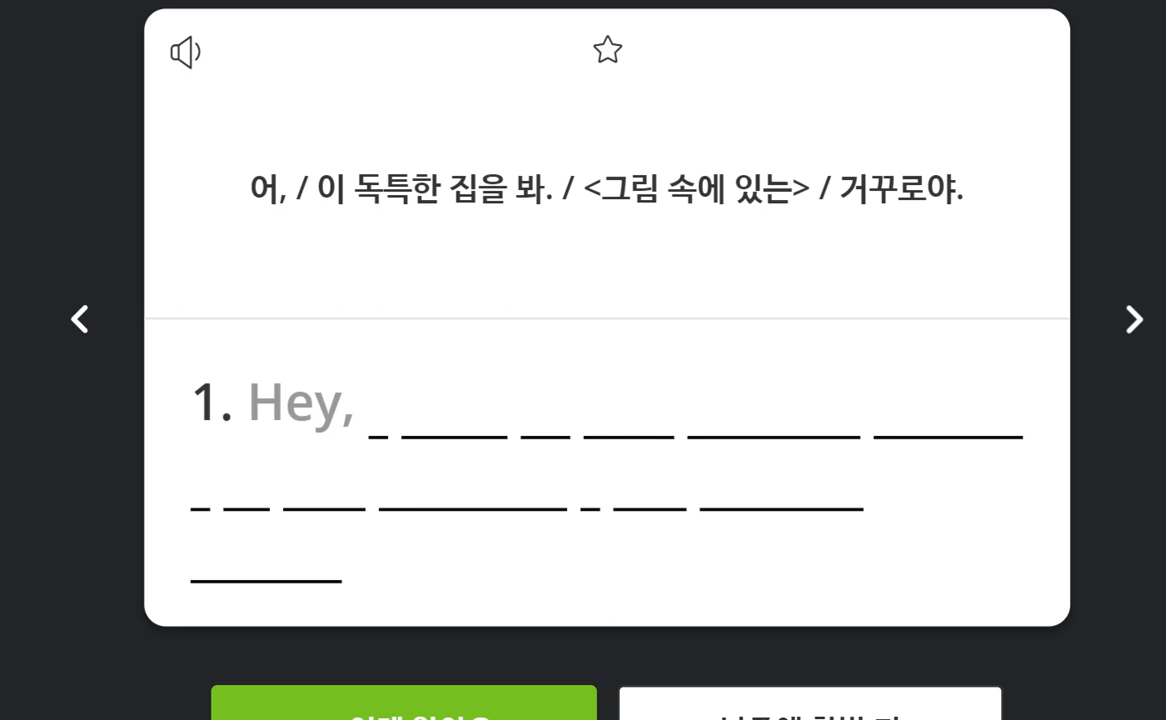 어, / 이 독특한 집을 봐. / <그림 속에 있는> / 거꾸로야.
1. Hey,